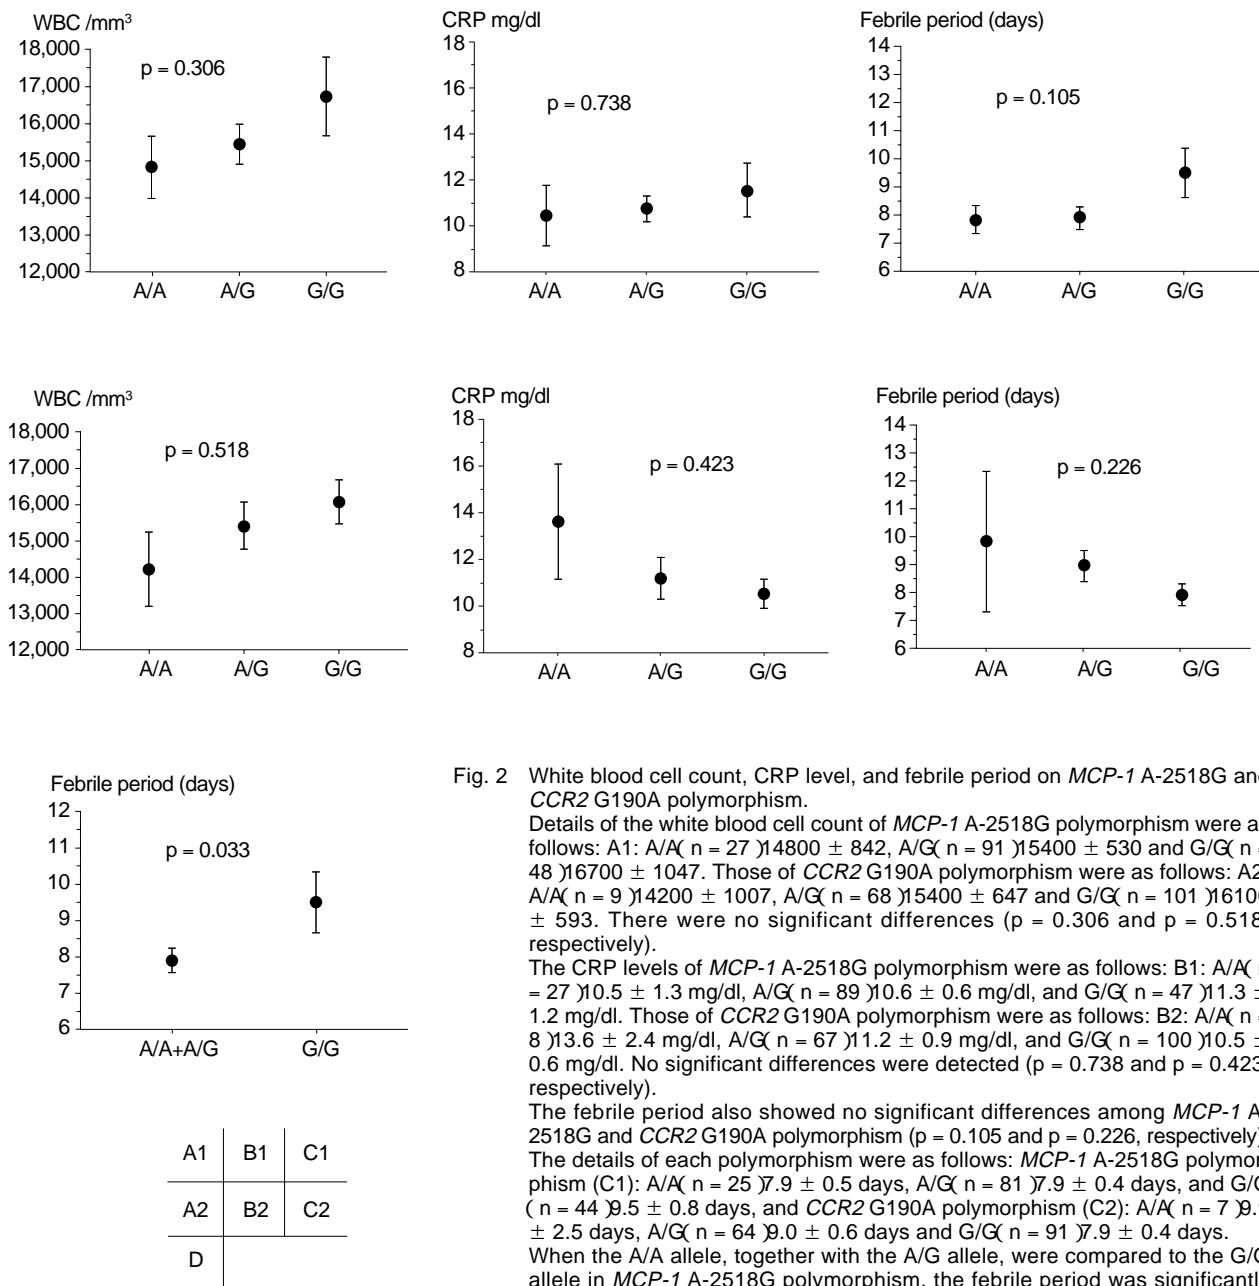 WBC /mm³
18,000
17,000
16,000
15,000
14,000
13,000
12,000
p = 0.306
A/A A/G G/G
CRP mg/dl
18
16
14
12
10
8
p = 0.738
A/A A/G G/G
Febrile period (days)
14
13
12
11
10
9
8
7
6
p = 0.105
A/A A/G G/G
WBC /mm³
18,000
17,000
16,000
15,000
14,000
13,000
12,000
p = 0.518
A/A A/G G/G
CRP mg/dl
18
16
14
12
10
8
p = 0.423
A/A A/G G/G
Febrile period (days)
14
13
12
11
10
9
8
7
6
p = 0.226
A/A A/G G/G
Febrile period (days)
12
11
10
9
8
7
6
p = 0.033
A/A+A/G G/G
A1 B1 C1
A2 B2 C2
D
Fig. 2 White blood cell count, CRP level, and febrile period on MCP-1 A-2518G and
CCR2 G190A polymorphism.
Details of the white blood cell count of MCP-1 A-2518G polymorphism were as
follows: A1: A/A( n = 27 )14800 ± 842, A/G( n = 91 )15400 ± 530 and G/G( n =
48 )16700 ± 1047. Those of CCR2 G190A polymorphism were as follows: A2:
A/A( n = 9 )14200 ± 1007, A/G( n = 68 )15400 ± 647 and G/G( n = 101 )16100
± 593. There were no significant differences (p = 0.306 and p = 0.518,
respectively).
The CRP levels of MCP-1 A-2518G polymorphism were as follows: B1: A/A( n
= 27 )10.5 ± 1.3 mg/dl, A/G( n = 89 )10.6 ± 0.6 mg/dl, and G/G( n = 47 )11.3 ±
1.2 mg/dl. Those of CCR2 G190A polymorphism were as follows: B2: A/A( n =
8 )13.6 ± 2.4 mg/dl, A/G( n = 67 )11.2 ± 0.9 mg/dl, and G/G( n = 100 )10.5 ±
0.6 mg/dl. No significant differences were detected (p = 0.738 and p = 0.423,
respectively).
The febrile period also showed no significant differences among MCP-1 A-
2518G and CCR2 G190A polymorphism (p = 0.105 and p = 0.226, respectively).
The details of each polymorphism were as follows: MCP-1 A-2518G polymor-
phism (C1): A/A( n = 25 )7.9 ± 0.5 days, A/G( n = 81 )7.9 ± 0.4 days, and G/G
( n = 44 )9.5 ± 0.8 days, and CCR2 G190A polymorphism (C2): A/A( n = 7 )9.9
± 2.5 days, A/G( n = 64 )9.0 ± 0.6 days and G/G( n = 91 )7.9 ± 0.4 days.
When the A/A allele, together with the A/G allele, were compared to the G/G
allele in MCP-1 A-2518G polymorphism, the febrile period was significantly